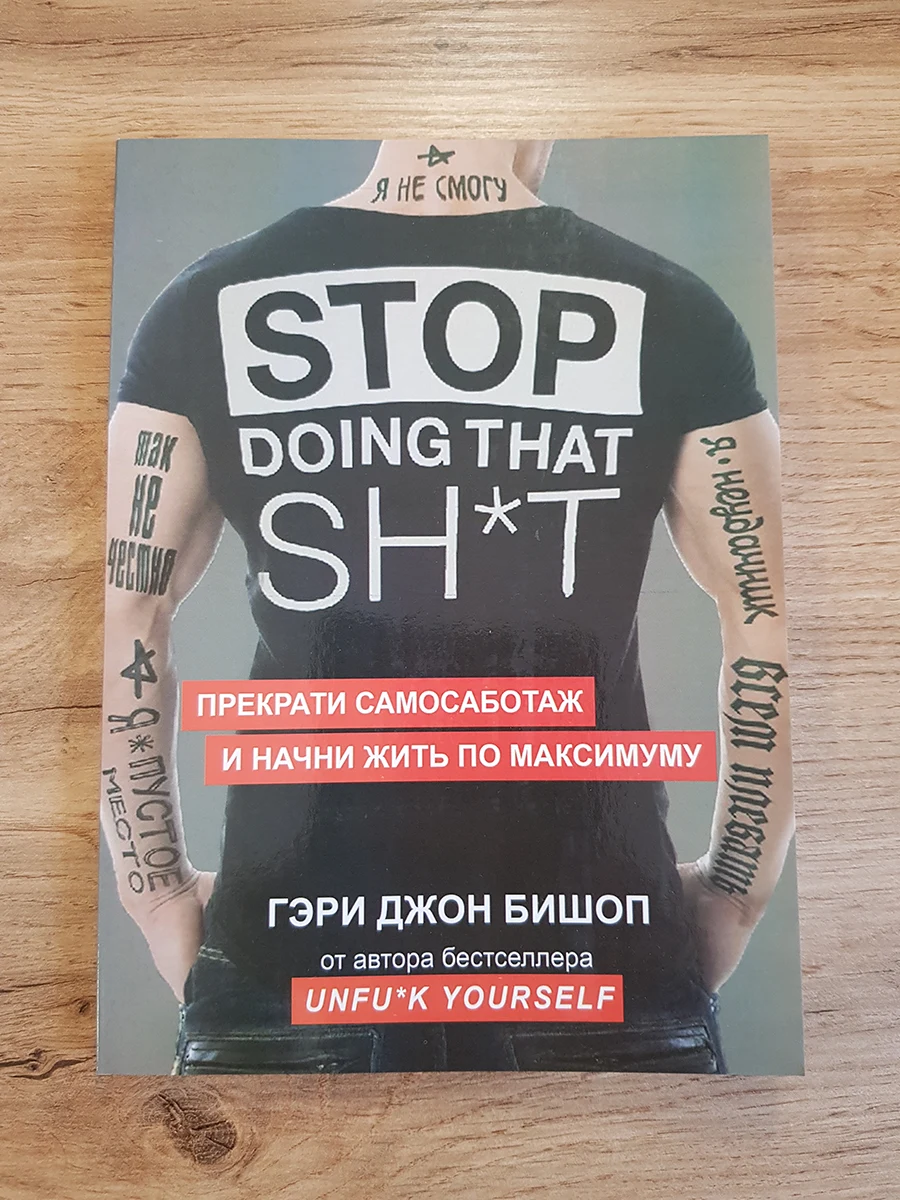 Я НЕ СМОГУ
STOP
DOING THAT
SH*T
так
не
честно
Я*ПУСТОЕ
МЕСТО
я•неудачник
всем плевать
ПРЕКРАТИ САМОСАБОТАЖ
И НАЧНИ ЖИТЬ ПО МАКСИМУМУ
ГЭРИ ДЖОН БИШОП
от автора бестселлера
UNFU*K YOURSELF